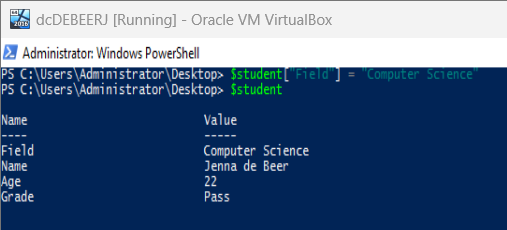 dcDEBEERJ [Running] - Oracle VM VirtualBox
Administrator: Windows PowerShell
PS C:\Users\Administrator\Desktop> $student["Field"] = "Computer Science"
PS C:\Users\Administrator\Desktop> $student
Name Value
---- -----
Field Computer Science
Name Jenna de Beer
Age 22
Grade Pass